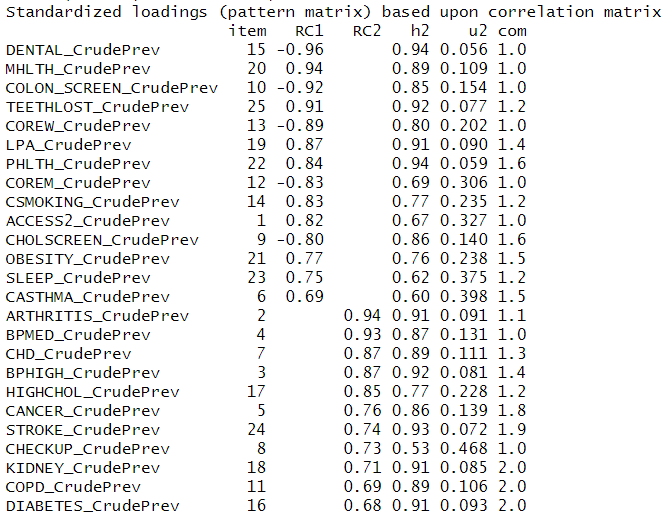 Standardized loadings (pattern matrix) based upon correlation matrix
item RC1 RC2 h2 u2 com
DENTAL_CrudePrev 15 -0.96 0.94 0.056 1.0
MHLTH_CrudePrev 20 0.94 0.89 0.109 1.0
COLON_SCREEN_CrudePrev 10 -0.92 0.85 0.154 1.0
TEETHLOST_CrudePrev 25 0.91 0.92 0.077 1.2
COREW_CrudePrev 13 -0.89 0.80 0.202 1.0
LPA_CrudePrev 19 0.87 0.91 0.090 1.4
PHLTH_CrudePrev 22 0.84 0.94 0.059 1.6
COREM_CrudePrev 12 -0.83 0.69 0.306 1.0
CSMOKING_CrudePrev 14 0.83 0.77 0.235 1.2
ACCESS2_CrudePrev 1 0.82 0.67 0.327 1.0
CHOLSCREEN_CrudePrev 9 -0.80 0.86 0.140 1.6
OBESITY_CrudePrev 21 0.77 0.76 0.238 1.5
SLEEP_CrudePrev 23 0.75 0.62 0.375 1.2
CASTHMA_CrudePrev 6 0.69 0.60 0.398 1.5
ARTHRITIS_CrudePrev 2 0.94 0.91 0.091 1.1
BPMED_CrudePrev 4 0.93 0.87 0.131 1.0
CHD_CrudePrev 7 0.87 0.89 0.111 1.3
BPHIGH_CrudePrev 3 0.87 0.92 0.081 1.4
HIGHCHOL_CrudePrev 17 0.85 0.77 0.228 1.2
CANCER_CrudePrev 5 0.76 0.86 0.139 1.8
STROKE_CrudePrev 24 0.74 0.93 0.072 1.9
CHECKUP_CrudePrev 8 0.73 0.53 0.468 1.0
KIDNEY_CrudePrev 18 0.71 0.91 0.085 2.0
COPD_CrudePrev 11 0.69 0.89 0.106 2.0
DIABETES_CrudePrev 16 0.68 0.91 0.093 2.0